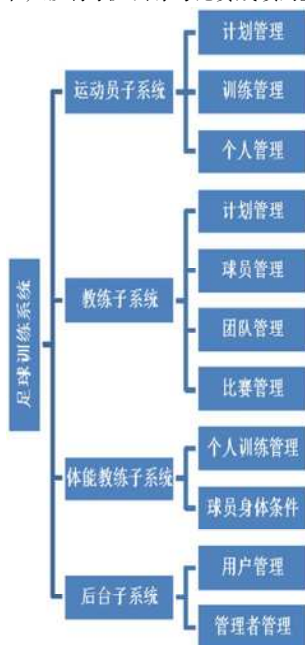 足球训练系统
运动员子系统
计划管理
训练管理
个人管理
教练子系统
计划管理
球员管理
团队管理
比赛管理
体能教练子系统
个人训练管理
球员身体条件
后台子系统
用户管理
管理者管理